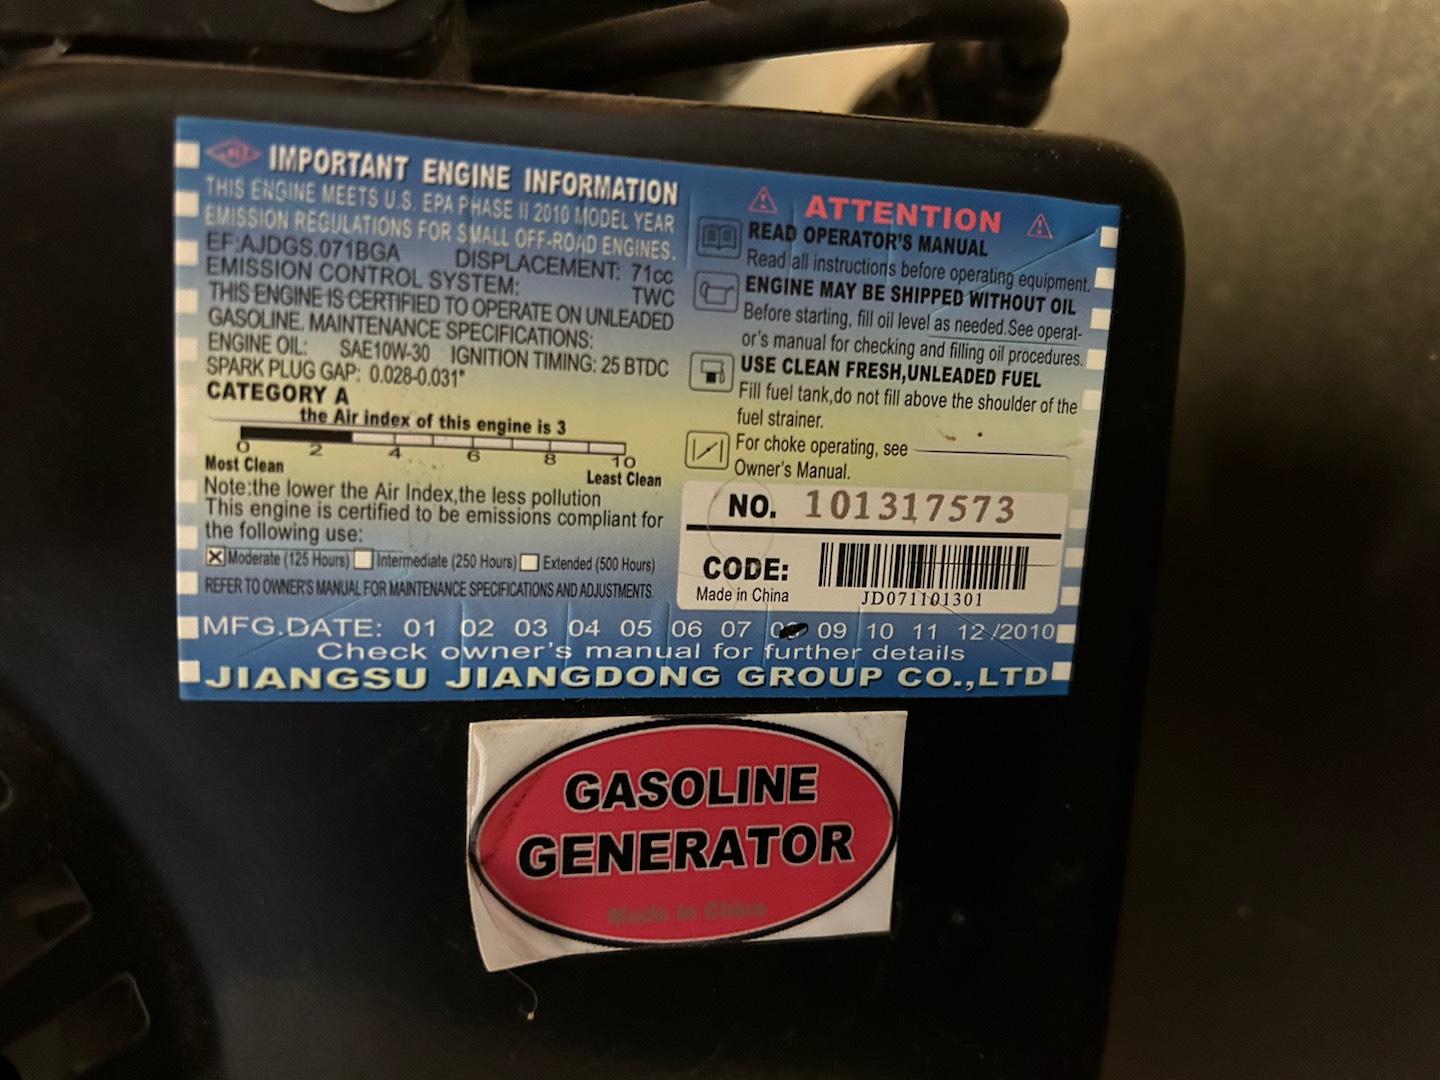 IMPORTANT ENGINE INFORMATION
THIS ENGINE MEETS U.S. EPA PHASE II 2010 MODEL YEAR
EMISSION REGULATIONS FOR SMALL OFF-ROAD ENGINES.
EF:AJDGS.071BGA DISPLACEMENT: 71cc
EMISSION CONTROL SYSTEM: TWC
THIS ENGINE IS CERTIFIED TO OPERATE ON UNLEADED
GASOLINE. MAINTENANCE SPECIFICATIONS:
ENGINE OIL: SAE10W-30 IGNITION TIMING: 25 BTDC
SPARK PLUG GAP: 0.028-0.031"
CATEGORY A
the Air index of this engine is 3
0 2 4 6 8 10
Most Clean Least Clean
Note:the lower the Air Index,the less pollution
This engine is certified to be emissions compliant for
the following use:
Moderate (125 Hours) Intermediate (250 Hours) Extended (500 Hours)
REFER TO OWNER'S MANUAL FOR MAINTENANCE SPECIFICATIONS AND ADJUSTMENTS.
ATTENTION
READ OPERATOR'S MANUAL
Read all instructions before operating equipment.
ENGINE MAY BE SHIPPED WITHOUT OIL
Before starting, fill oil level as needed.See operat-
or's manual for checking and filling oil procedures.
USE CLEAN FRESH,UNLEADED FUEL
Fill fuel tank,do not fill above the shoulder of the
fuel strainer.
For choke operating, see
Owner's Manual.
NO. 101317573
CODE:
Made in China
JD071101301
MFG.DATE: 01 02 03 04 05 06 07 09 10 11 12 /2010
Check owner's manual for further details
JIANGSU JIANGDONG GROUP CO.,LTD
GASOLINE
GENERATOR
Made in China